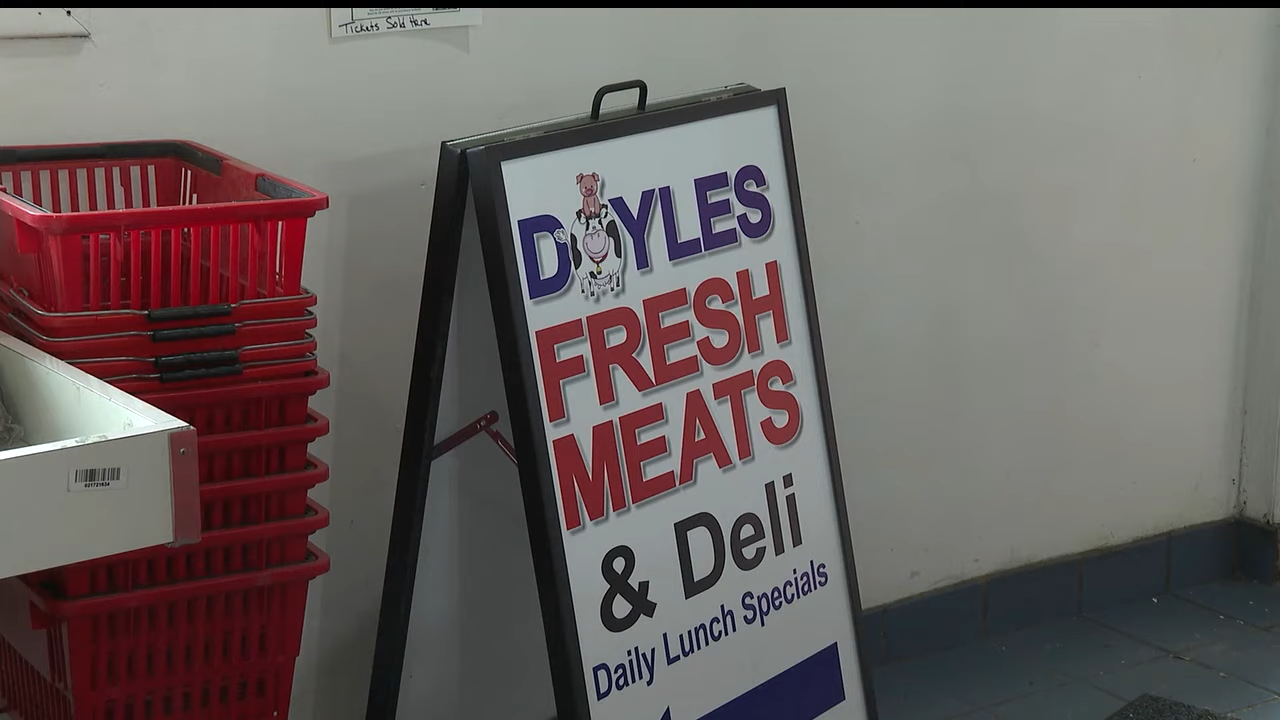 Tickets Sold Here
DOYLES
FRESH
MEATS
& Deli
Daily Lunch Specials